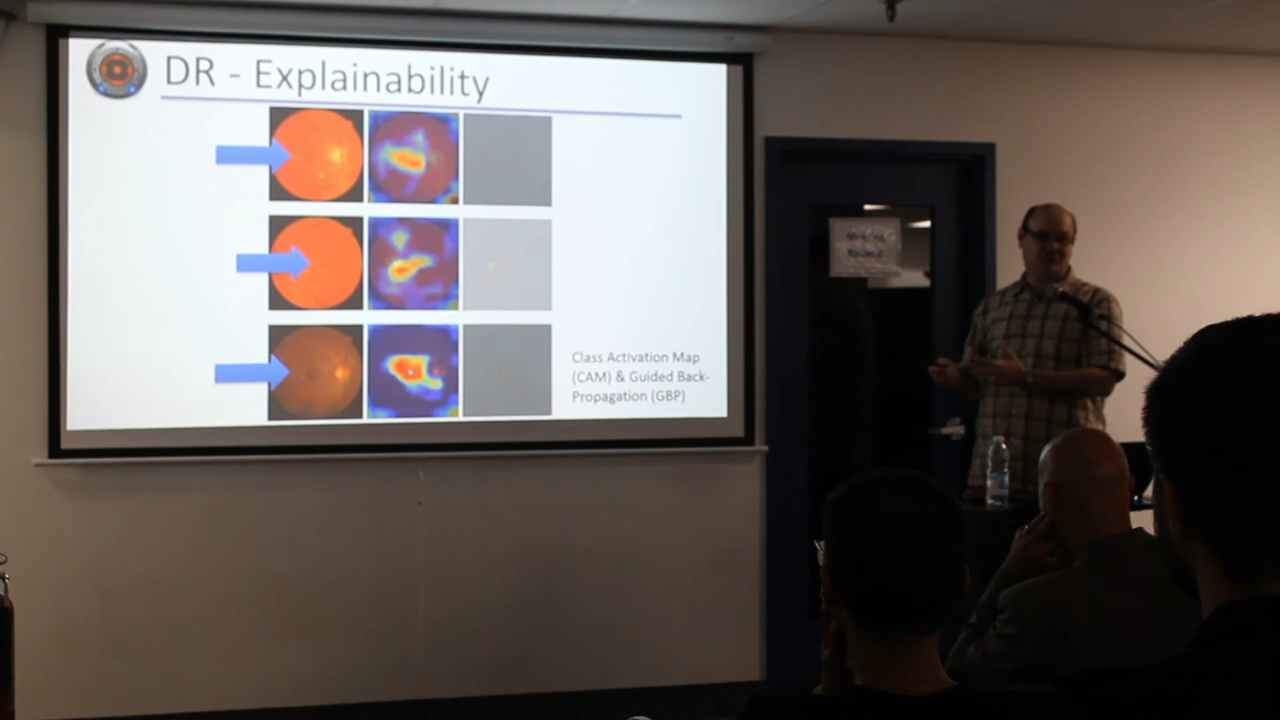 DR - Explainability
Class Activation Map
(CAM) & Guided Back-
Propagation (GBP)